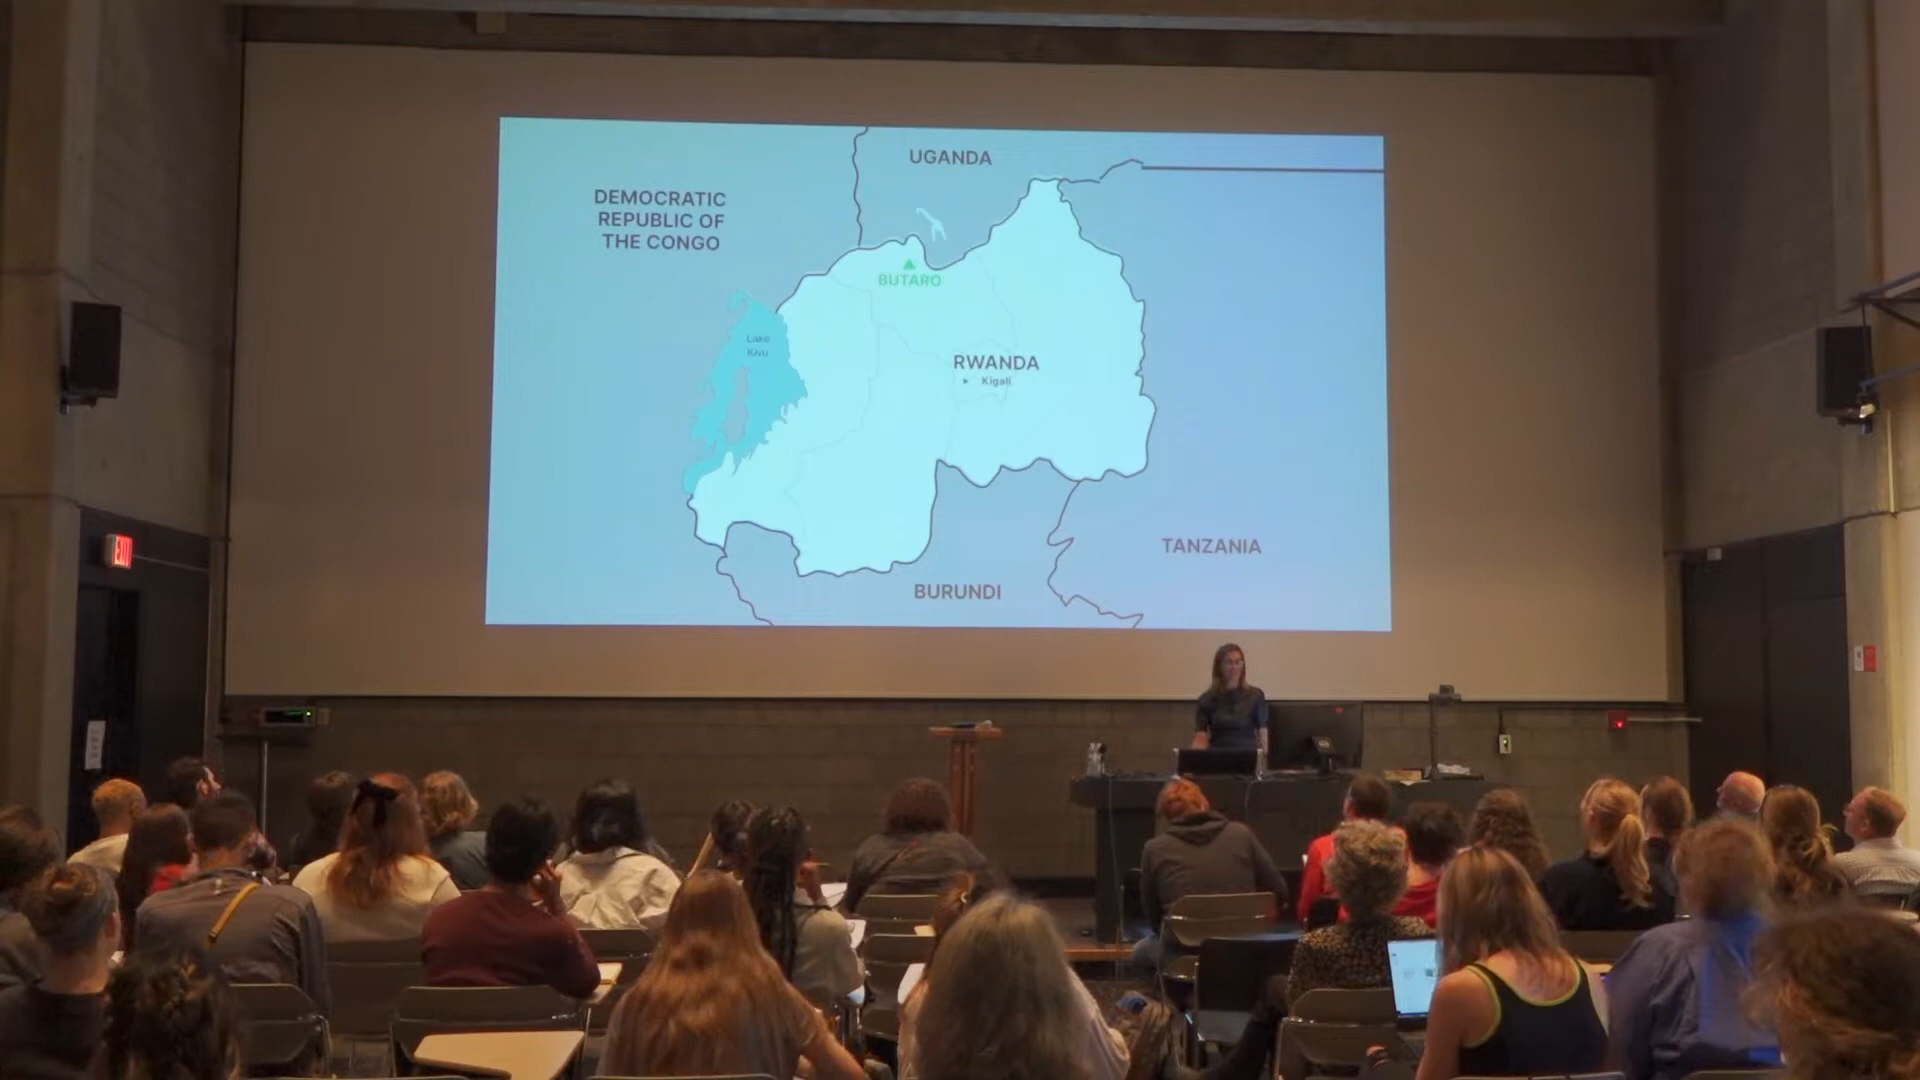 UGANDA
DEMOCRATIC
REPUBLIC OF
THE CONGO
BUTARO
Lake
Kivu
RWANDA
Kigali
TANZANIA
BURUNDI
EXIT